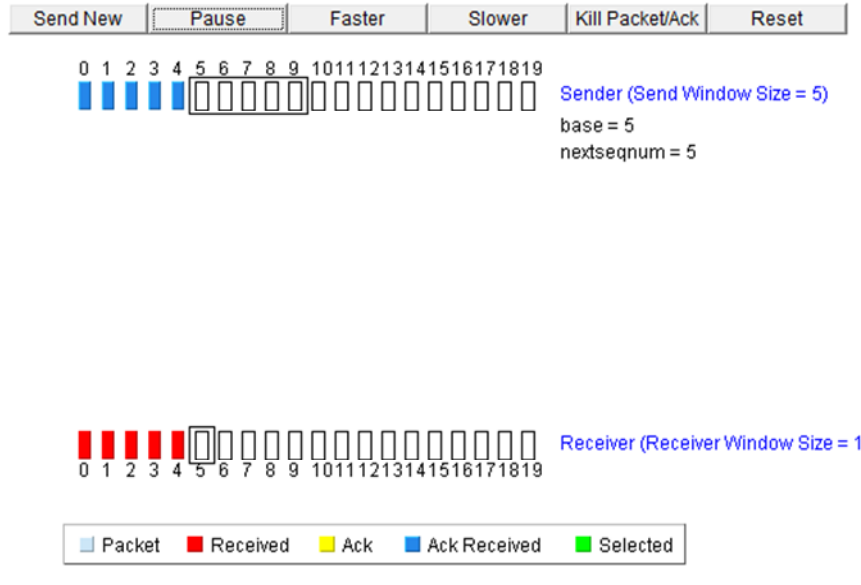 Send New Pause Faster Slower Kill Packet/Ack Reset
0 1 2 3 4 5 6 7 8 9 10 11 12 13 14 15 16 17 18 19
Sender (Send Window Size = 5)
base = 5
nextseqnum = 5
Receiver (Receiver Window Size = 1
0 1 2 3 4 5 6 7 8 9 10 11 12 13 14 15 16 17 18 19
Packet Received Ack Ack Received Selected